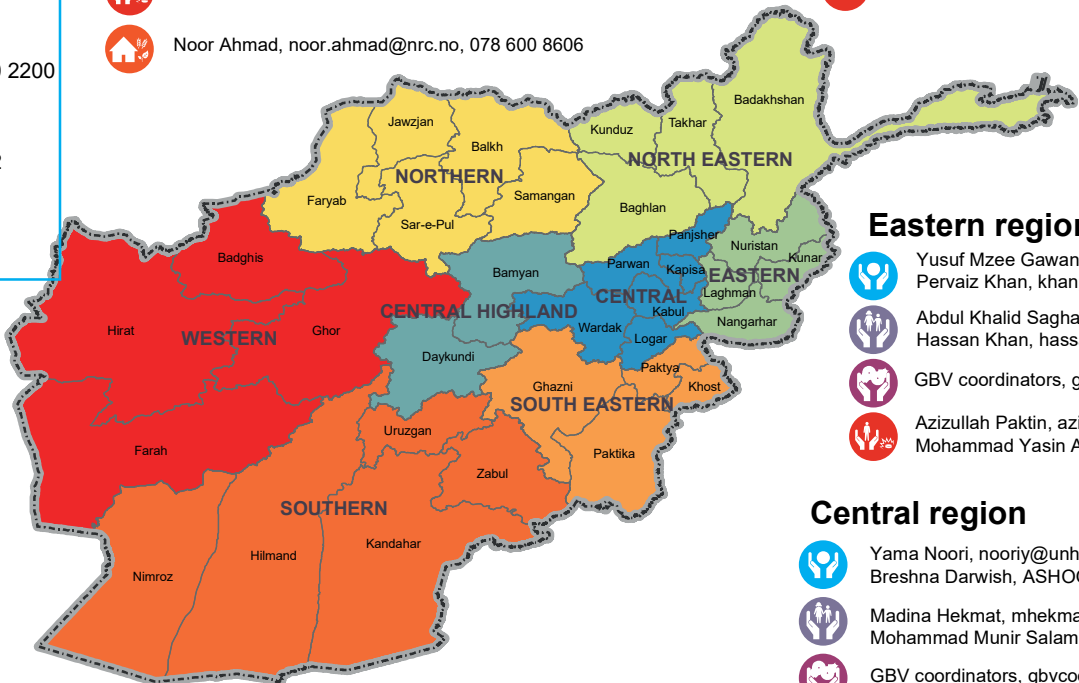 2200
Noor Ahmad, noor.ahmad@nrc.no, 078 600 8606
Badakhshan
Jawzjan
Takhar
Kunduz
Balkh
NORTH EASTERN
NORTHERN
Samangan
Faryab
Baghlan
Sar-e-Pul
Panjsher
Nuristan
Badghis
Kunar
Parwan
Kapisa
EASTERN
Bamyan
Laghman
CENTRAL
CENTRAL HIGHLAND
Kabul
Nangarhar
Hirat
Ghor
Wardak
WESTERN
Logar
Daykundi
Paktya
Ghazni
Khost
SOUTH EASTERN
Uruzgan
Farah
Paktika
Zabul
SOUTHERN
Kandahar
Hilmand
Nimroz
Eastern region
Yusuf Mzee Gawan
Pervaiz Khan, khan
Abdul Khalid Sagha
Hassan Khan, hass
GBV coordinators, g
Azizullah Paktin, azi
Mohammad Yasin A
Central region
Yama Noori, nooriy@unh
Breshna Darwish, ASHO
Madina Hekmat, mhekma
Mohammad Munir Salam
GBV coordinators, gbvcoo